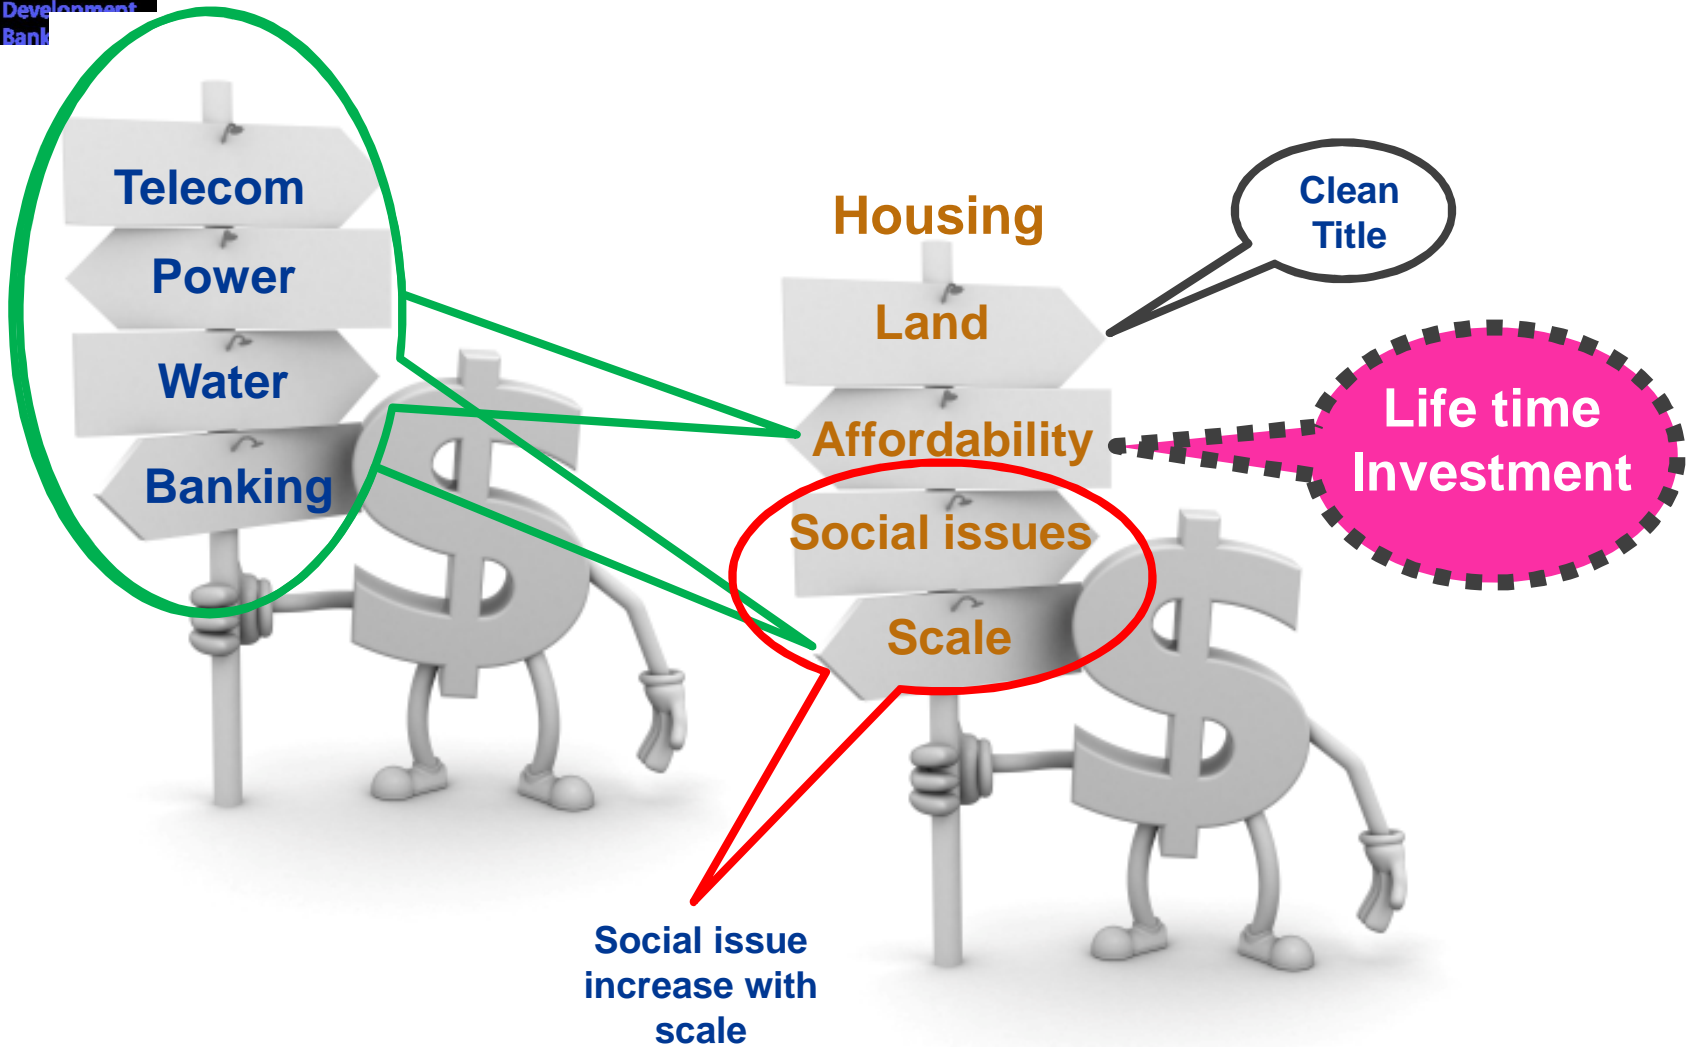 Development
Bank
Telecom
Power
Water
Banking
Housing
Land
Affordability
Social issues
Scale
Clean
Title
Life time
Investment
Social issue
increase with
scale